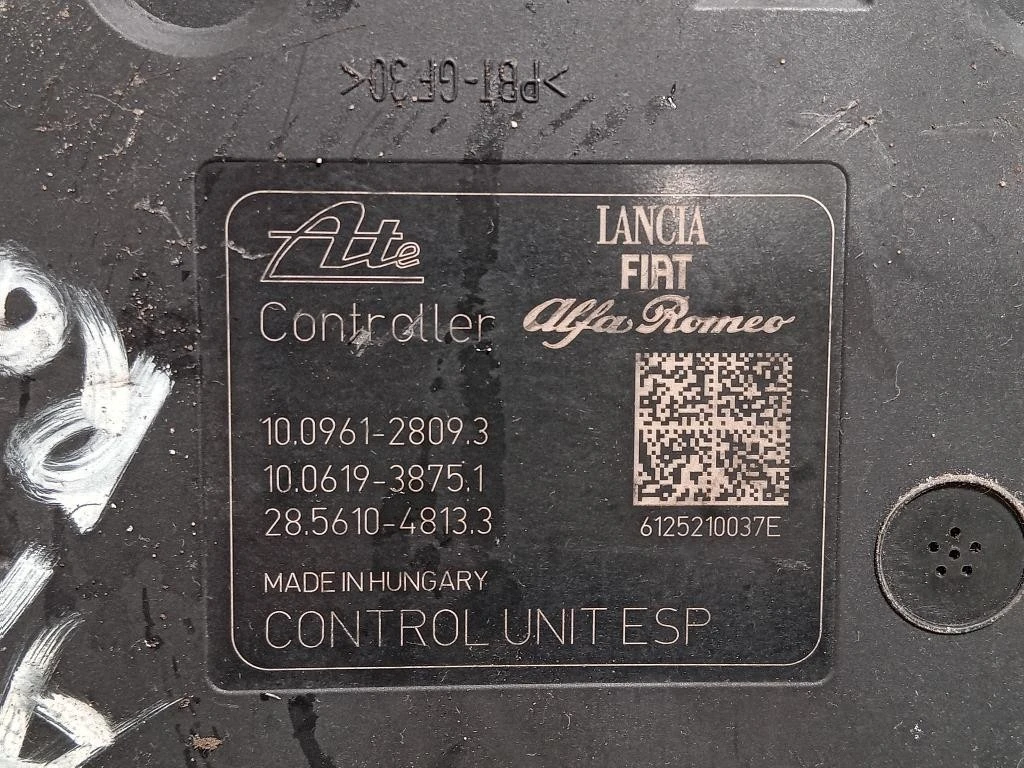 >PBT-GF30<
Ate
LANCIA
FIAT
Alfa Romeo
Controller
10.0961-2809.3
10.0619-3875.1
28.5610-4813.3
6125210037E
MADE IN HUNGARY
CONTROL UNIT ESP